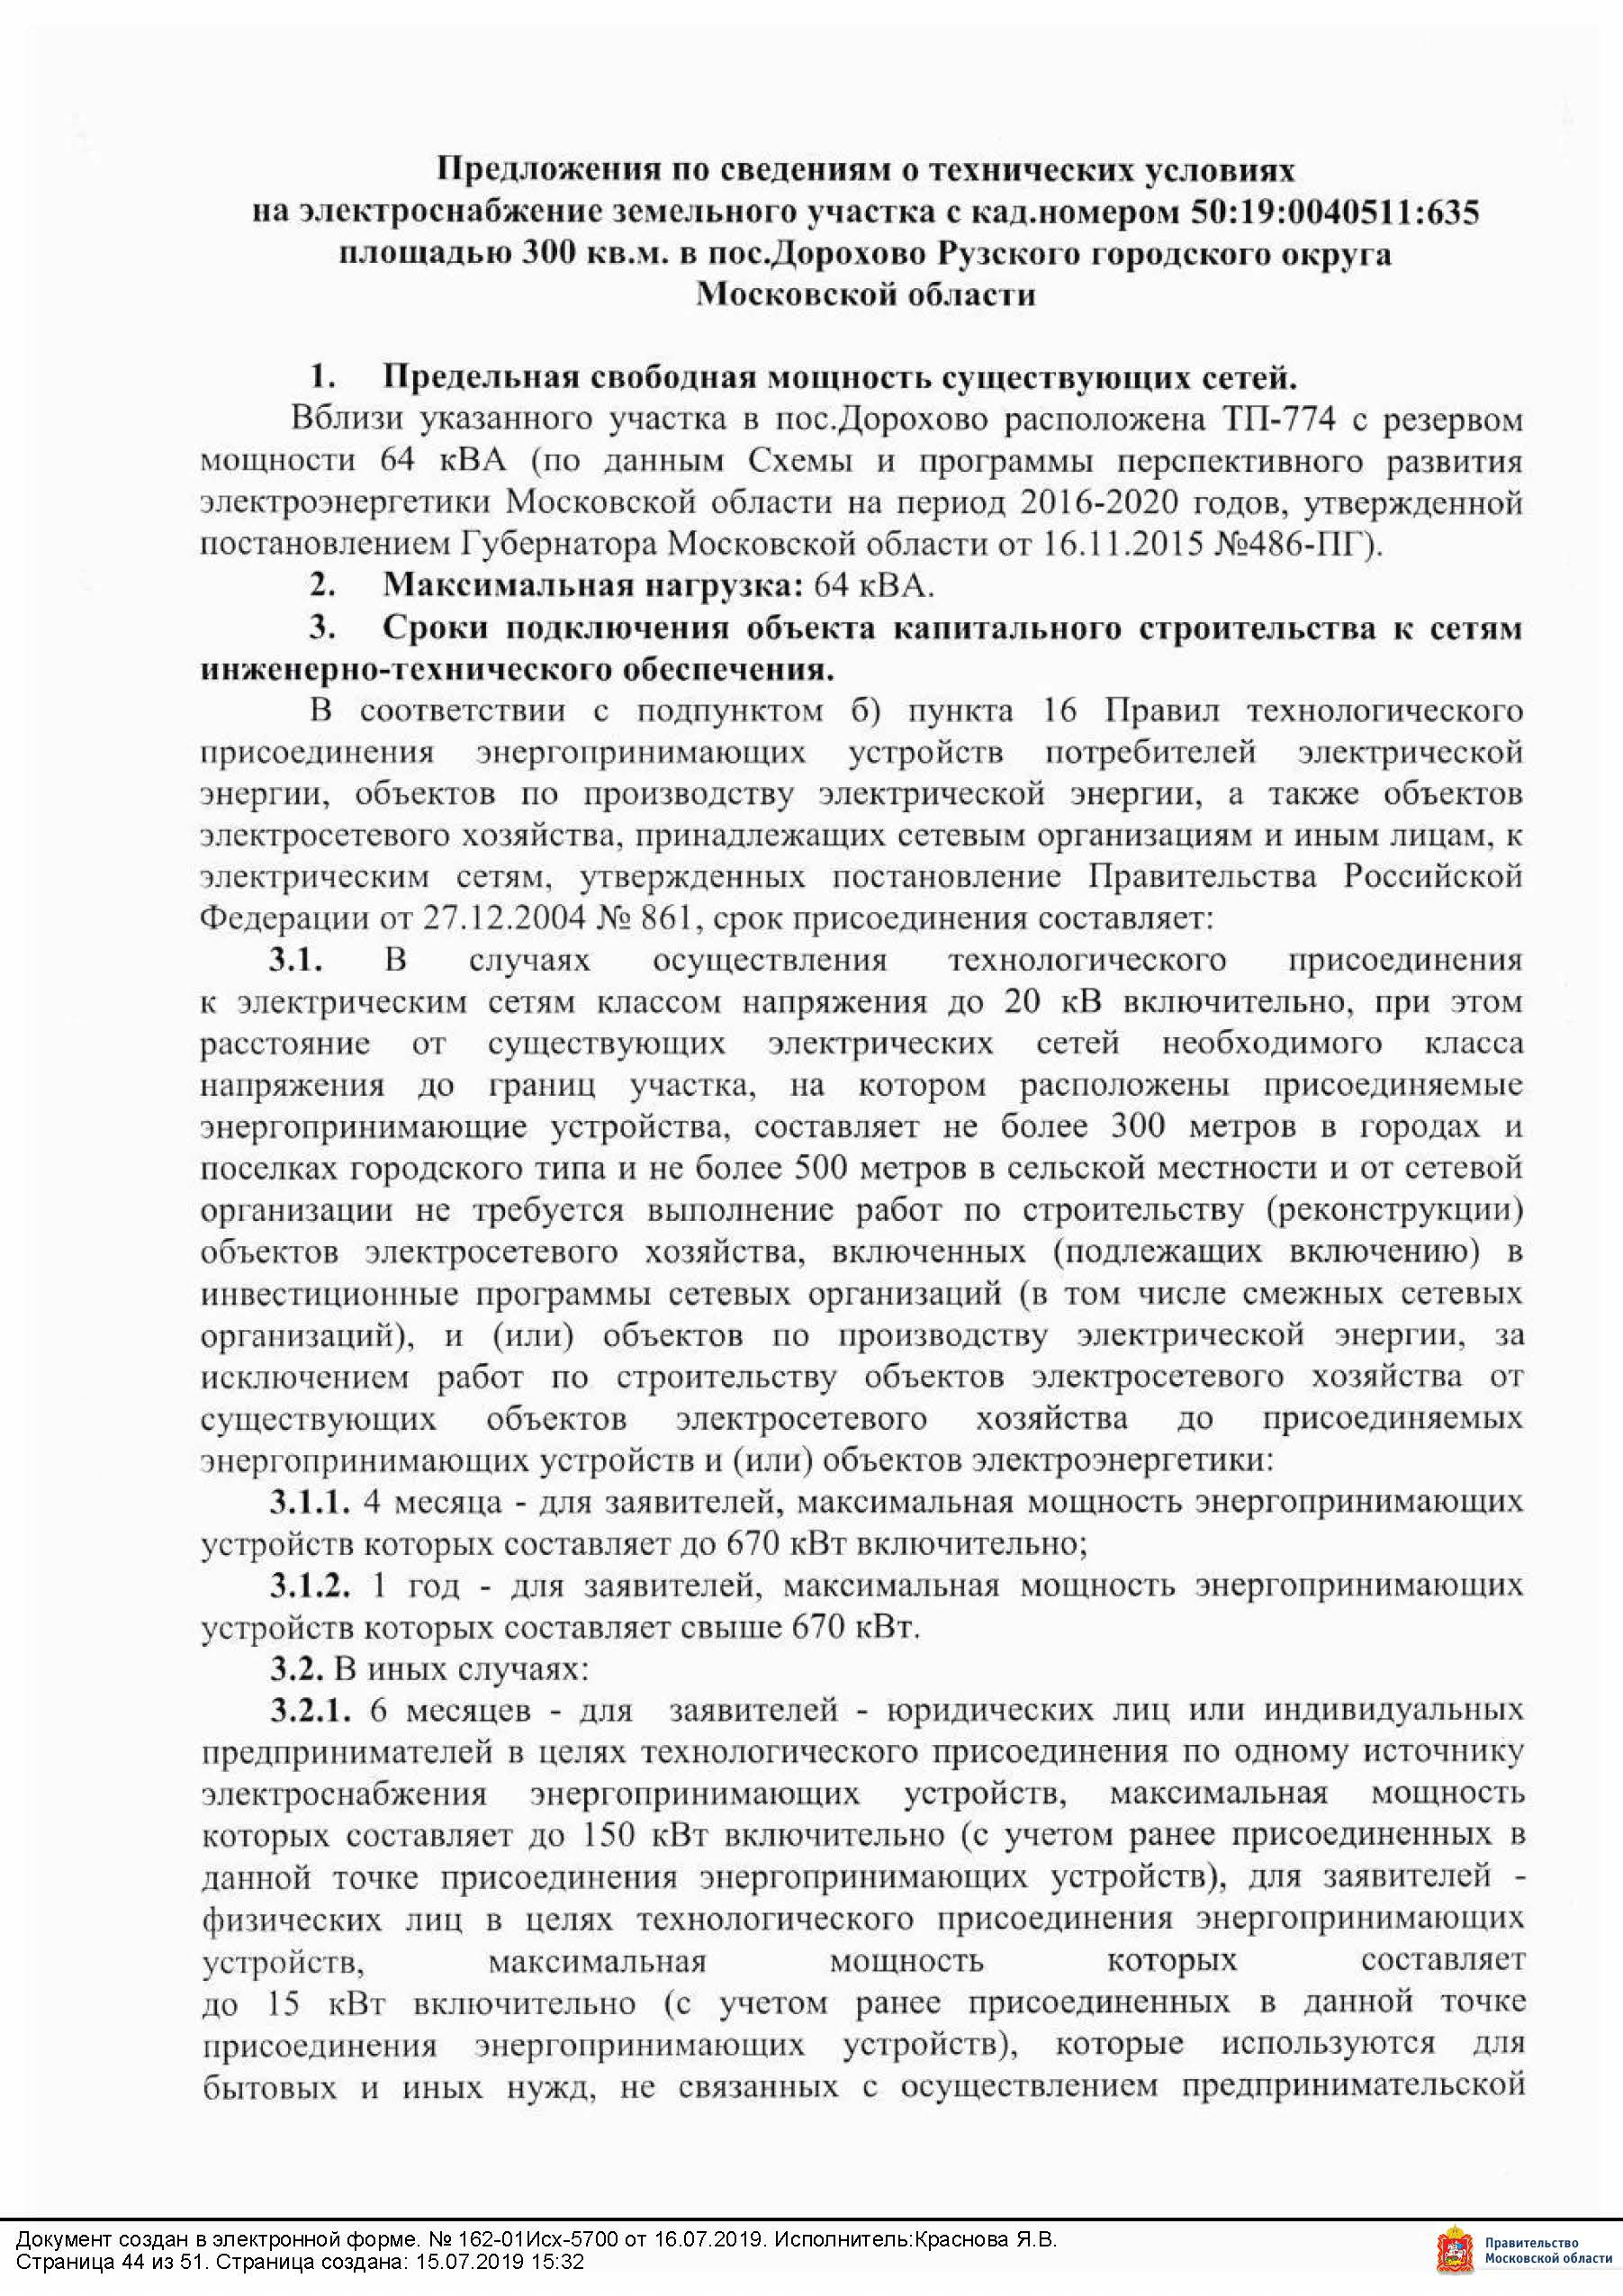 Предложения по сведениям о технических условиях
на электроснабжение земельного участка с кад.номером 50:19:0040511:635
площадью 300 кв.м. в пос.Дорохово Рузского городского округа
Московской области
1. Предельная свободная мощность существующих сетей.
Вблизи указанного участка в пос.Дорохово расположена ТП-774 с резервом
мощности 64 кВА (по данным Схемы и программы перспективного развития
электроэнергетики Московской области на период 2016-2020 годов, утвержденной
постановлением Губернатора Московской области от 16.11.2015 №486-ПГ).
2. Максимальная нагрузка: 64 кВА.
3. Сроки подключения объекта капитального строительства к сетям
инженерно-технического обеспечения.
В соответствии с подпунктом б) пункта 16 Правил технологического
присоединения энергопринимающих устройств потребителей электрической
энергии, объектов по производству электрической энергии, а также объектов
электросетевого хозяйства, принадлежащих сетевым организациям и иным лицам, к
электрическим сетям, утвержденных постановление Правительства Российской
Федерации от 27.12.2004 № 861, срок присоединения составляет:
3.1. В случаях осуществления технологического присоединения
к электрическим сетям классом напряжения до 20 кВ включительно, при этом
расстояние от существующих электрических сетей необходимого класса
напряжения до границ участка, на котором расположены присоединяемые
энергопринимающие устройства, составляет не более 300 метров в городах и
поселках городского типа и не более 500 метров в сельской местности и от сетевой
организации не требуется выполнение работ по строительству (реконструкции)
объектов электросетевого хозяйства, включенных (подлежащих включению) в
инвестиционные программы сетевых организаций (в том числе смежных сетевых
организаций), и (или) объектов по производству электрической энергии, за
исключением работ по строительству объектов электросетевого хозяйства от
существующих объектов электросетевого хозяйства до присоединяемых
энергопринимающих устройств и (или) объектов электроэнергетики:
3.1.1. 4 месяца - для заявителей, максимальная мощность энергопринимающих
устройств которых составляет до 670 кВт включительно;
3.1.2. 1 год - для заявителей, максимальная мощность энергопринимающих
устройств которых составляет свыше 670 кВт.
3.2. В иных случаях:
3.2.1. 6 месяцев - для заявителей - юридических лиц или индивидуальных
предпринимателей в целях технологического присоединения по одному источнику
электроснабжения энергопринимающих устройств, максимальная мощность
которых составляет до 150 кВт включительно (с учетом ранее присоединенных в
данной точке присоединения энергопринимающих устройств), для заявителей -
физических лиц в целях технологического присоединения энергопринимающих
устройств, максимальная мощность которых составляет
до 15 кВт включительно (с учетом ранее присоединенных в данной точке
присоединения энергопринимающих устройств), которые используются для
бытовых и иных нужд, не связанных с осуществлением предпринимательской
Документ создан в электронной форме. № 162-01Исх-5700 от 16.07.2019. Исполнитель:Краснова Я.В.
Страница 44 из 51. Страница создана: 15.07.2019 15:32
Правительство
Московской области